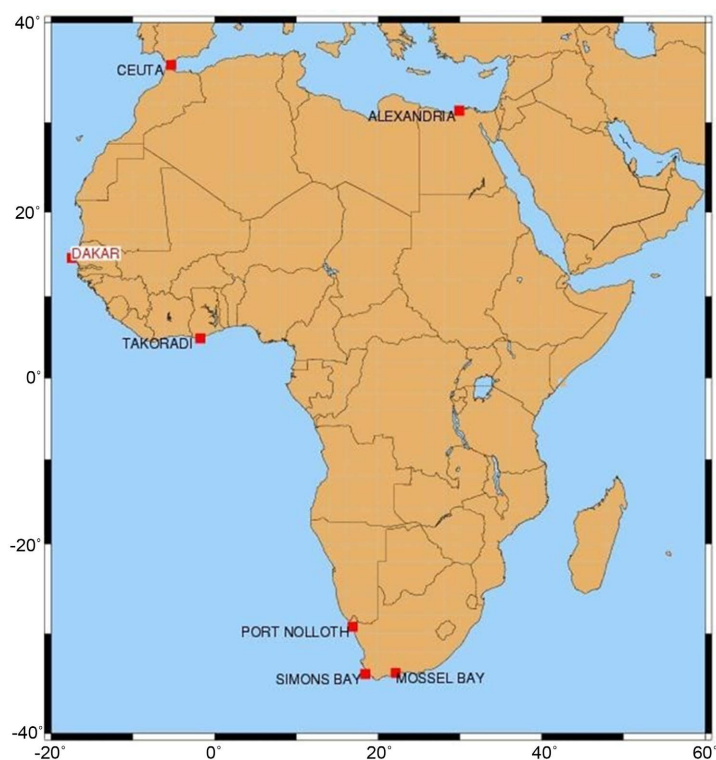 40°
CEUTA
ALEXANDRIA
20°
DAKAR
TAKORADI
0°
-20°
PORT NOLLOTH
SIMONS BAY
MOSSEL BAY
-40°
-20°
0°
20°
40°
60°